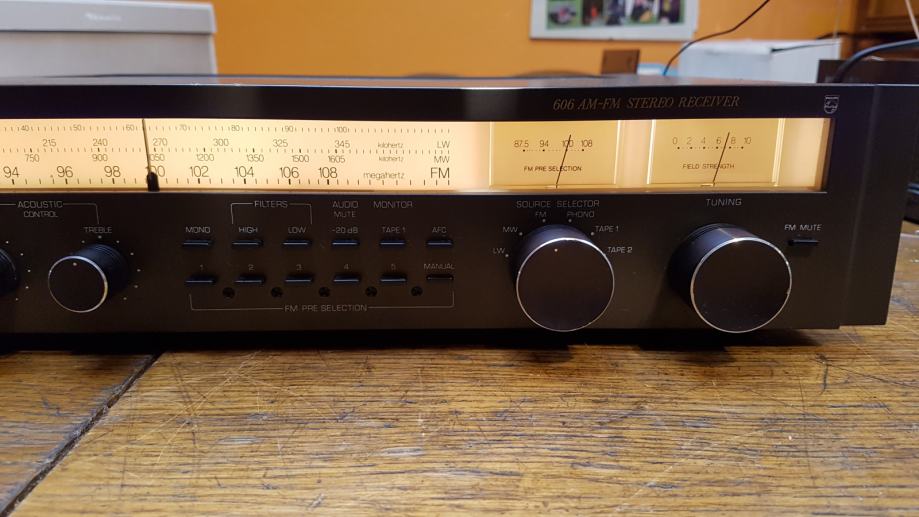 606 AM-FM STEREO RECEIVER
40 50 60 70 80 90 100
215 240 270 308 325 345 LW
kilohertz
750 900 1050 1200 1350 1500 1605 MW
kilohertz
94 96 98 100 102 104 106 108 megahertz FM
87.5 94 100 108
FM PRE SELECTION
0 2 4 6 8 10
FIELD STRENGTH
ACOUSTIC
CONTROL
TREBLE
FILTERS
MONO HIGH LOW
AUDIO
MUTE
-20 dB
MONITOR
TAPE 1
AFC
1 2 3 4 5 MANUAL
FM PRE SELECTION
SOURCE SELECTOR
LW MW FM PHONO TAPE 1 TAPE 2
TUNING
FM MUTE